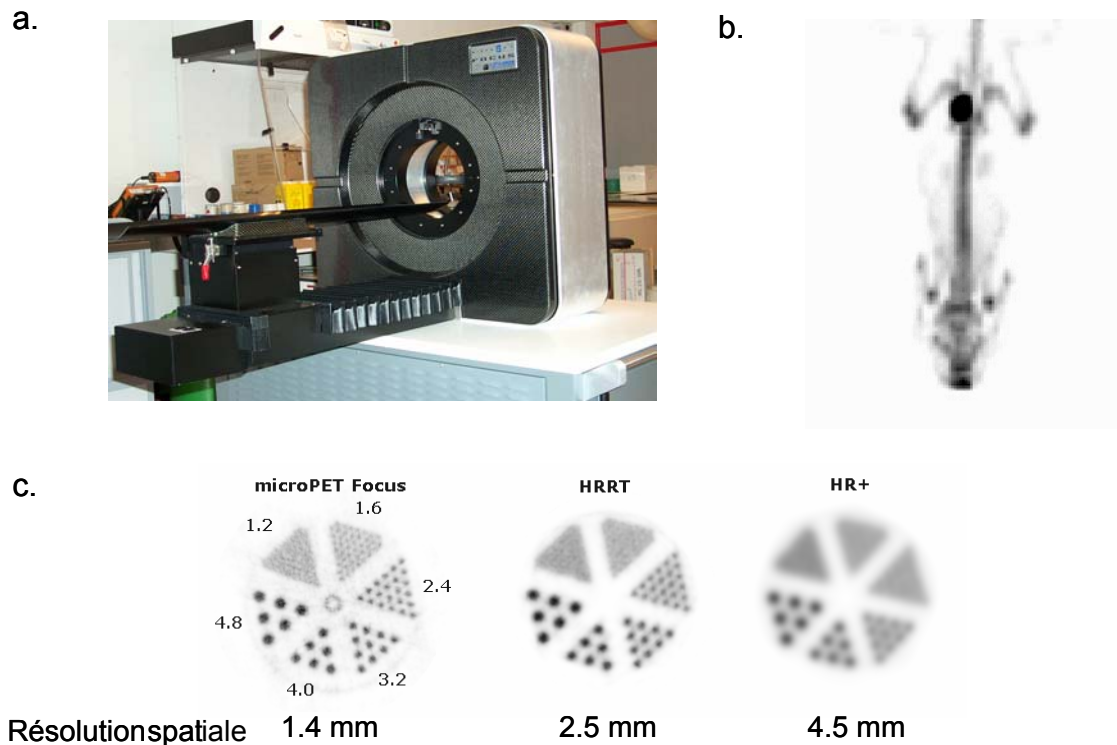 a.
b.
FOCUS
c.
microPET Focus
HRRT
HR+
1.2
1.6
2.4
4.8
4.0
3.2
Résolutionspatiale 1.4 mm 2.5 mm 4.5 mm